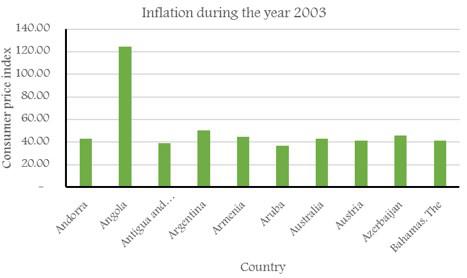 Inflation during the year 2003
Consumer price index
140.00
120.00
100.00
80.00
60.00
40.00
20.00
-
Andorra
Angola
Antigua and...
Argentina
Armenia
Aruba
Australia
Austria
Azerbaijan
Bahamas, The
Country